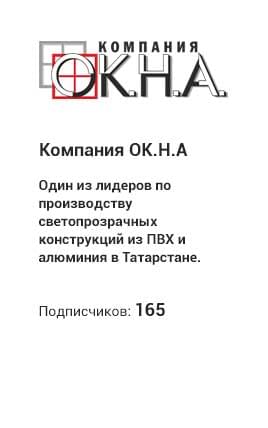 КОМПАНИЯ
ОК.Н.А.
Компания ОК.Н.А
Один из лидеров по
производству
светопрозрачных
конструкций из ПВХ и
алюминия в Татарстане.
Подписчиков: 165